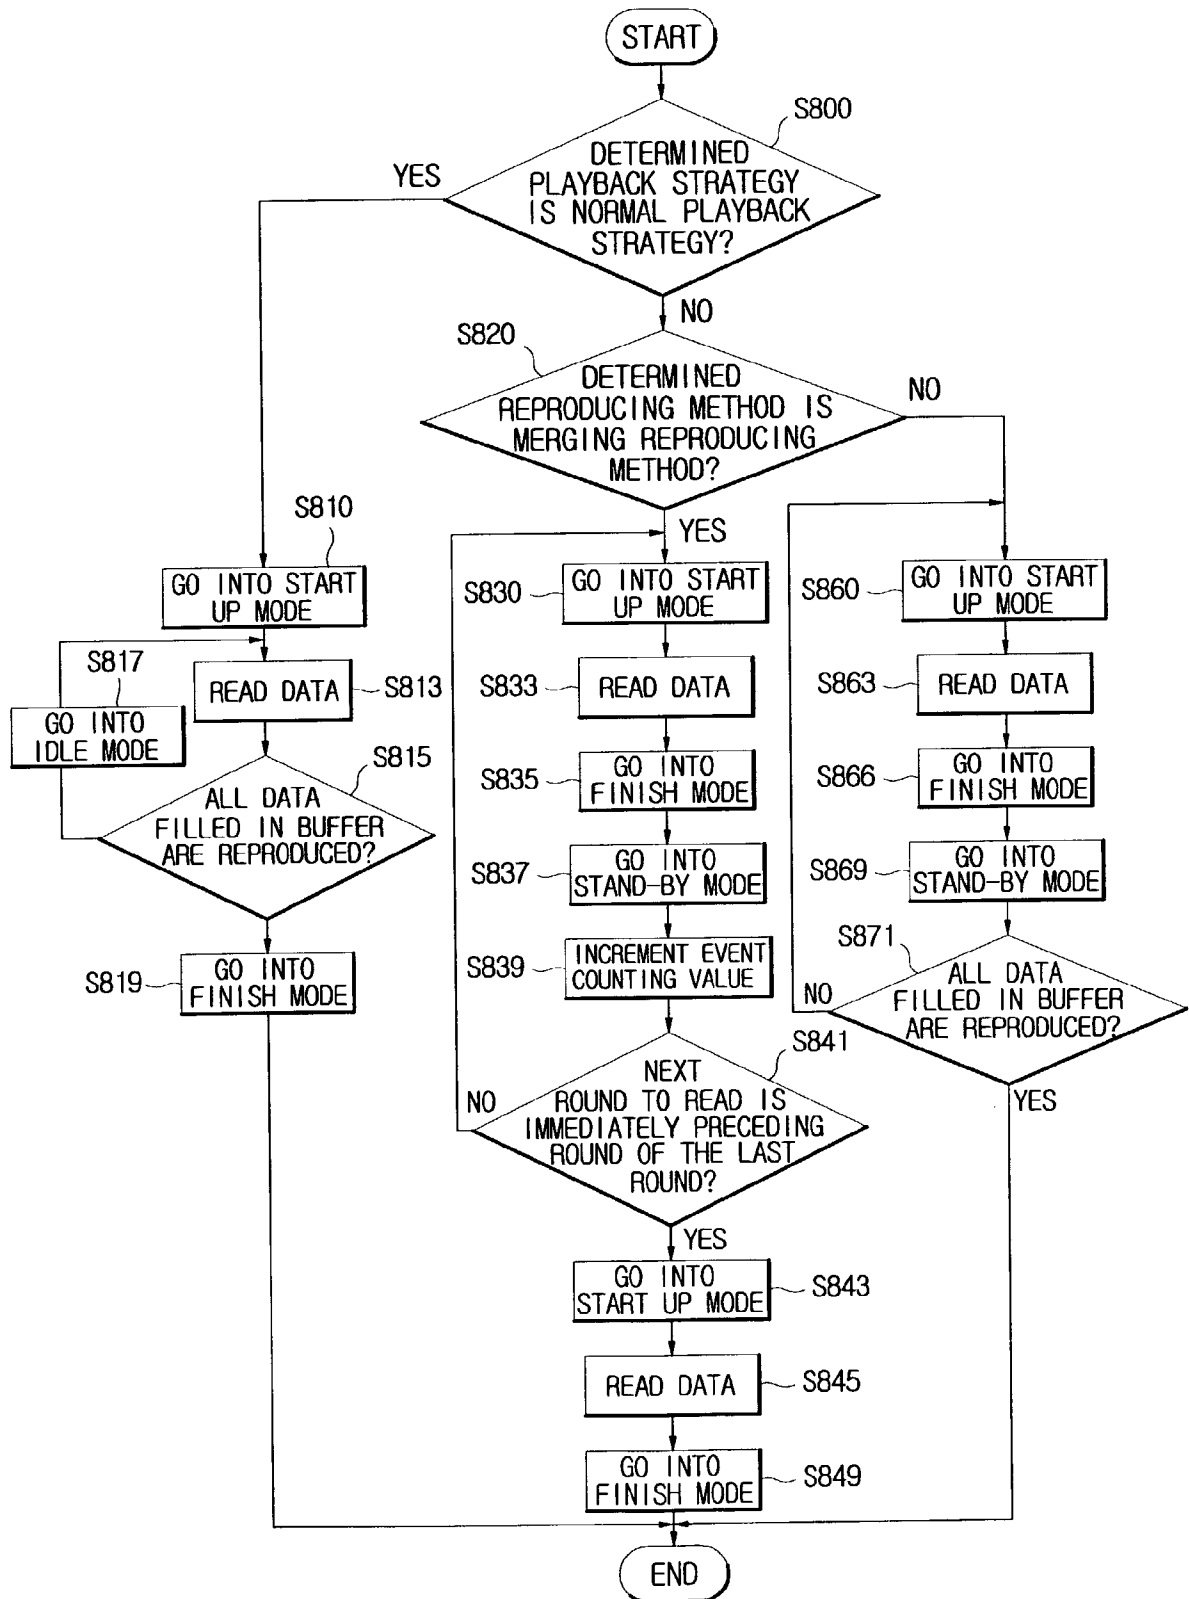 START
S800
DETERMINED
PLAYBACK STRATEGY
IS NORMAL PLAYBACK
STRATEGY?
YES
NO
S820
DETERMINED
REPRODUCING METHOD IS
MERGING REPRODUCING
METHOD?
NO
YES
S810
GO INTO START
UP MODE
S817
GO INTO
IDLE MODE
READ DATA
S813
S815
ALL DATA
FILLED IN BUFFER
ARE REPRODUCED?
S819
GO INTO
FINISH MODE
S830
GO INTO START
UP MODE
S833
READ DATA
S835
GO INTO
FINISH MODE
S837
GO INTO
STAND-BY MODE
S839
INCREMENT EVENT
COUNTING VALUE
S841
NEXT
ROUND TO READ IS
IMMEDIATELY PRECEDING
ROUND OF THE LAST
ROUND?
NO
YES
GO INTO
START UP MODE
S843
READ DATA
S845
GO INTO
FINISH MODE
S849
S860
GO INTO START
UP MODE
S863
READ DATA
S866
GO INTO
FINISH MODE
S869
GO INTO
STAND-BY MODE
S871
ALL DATA
FILLED IN BUFFER
ARE REPRODUCED?
NO
YES
END